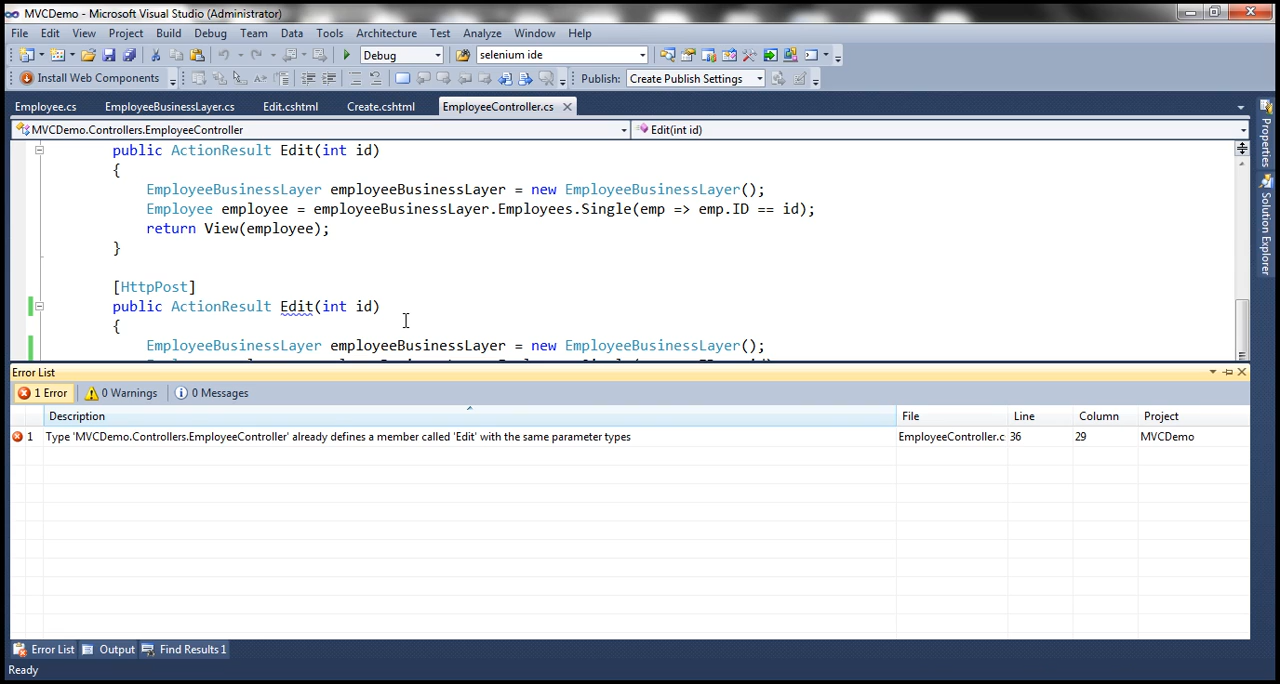 MVCDemo - Microsoft Visual Studio (Administrator)
File Edit View Project Build Debug Team Data Tools Architecture Test Analyze Window Help
Debug selenium ide
Install Web Components Publish: Create Publish Settings
Employee.cs EmployeeBusinessLayer.cs Edit.cshtml Create.cshtml EmployeeController.cs
MVCDemo.Controllers.EmployeeController Edit(int id)
public ActionResult Edit(int id)
{
EmployeeBusinessLayer employeeBusinessLayer = new EmployeeBusinessLayer();
Employee employee = employeeBusinessLayer.Employees.Single(emp => emp.ID == id);
return View(employee);
}
[HttpPost]
public ActionResult Edit(int id)
{
EmployeeBusinessLayer employeeBusinessLayer = new EmployeeBusinessLayer();
Properties
Solution Explorer
Error List
1 Error 0 Warnings 0 Messages
Description File Line Column Project
1 Type 'MVCDemo.Controllers.EmployeeController' already defines a member called 'Edit' with the same parameter types EmployeeController.c 36 29 MVCDemo
Error List Output Find Results 1
Ready